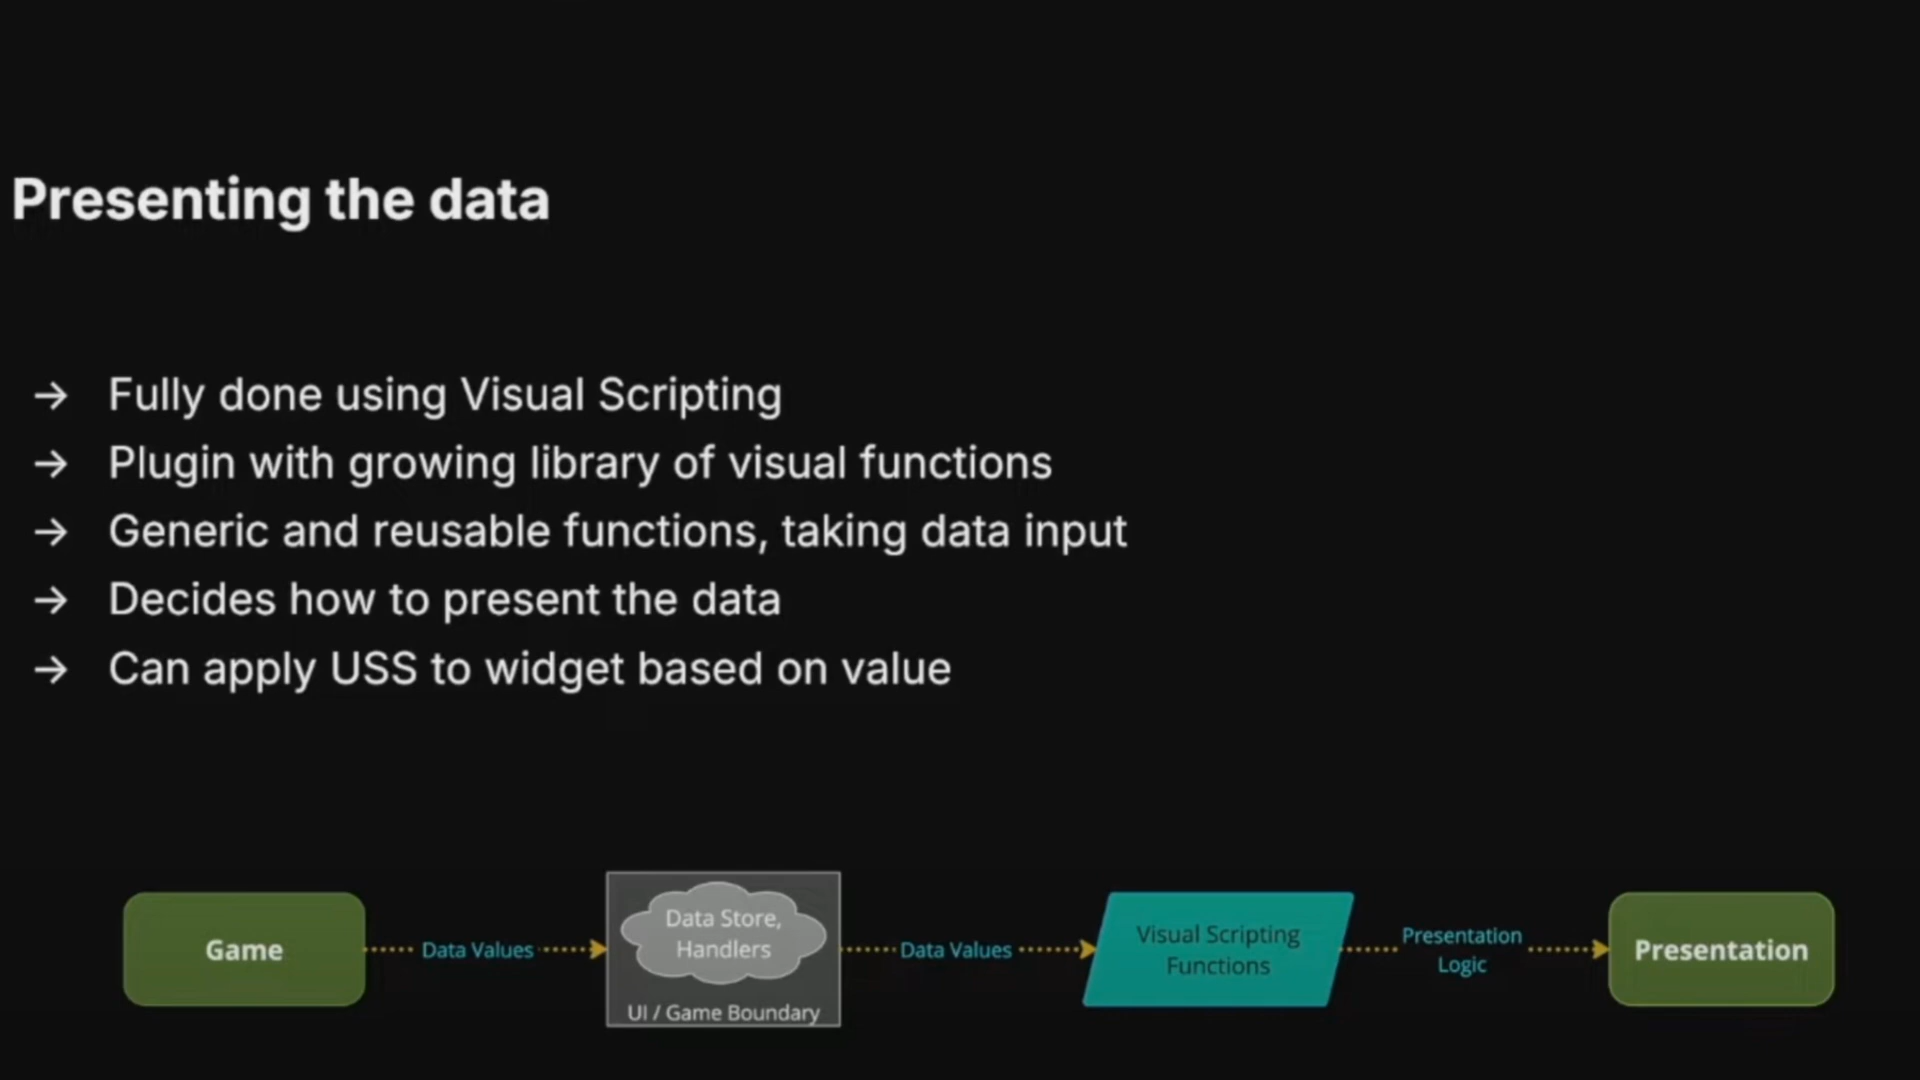 Presenting the data
→ Fully done using Visual Scripting
→ Plugin with growing library of visual functions
→ Generic and reusable functions, taking data input
→ Decides how to present the data
→ Can apply USS to widget based on value
Game
Data Values
Data Store,
Handlers
UI / Game Boundary
Data Values
Visual Scripting
Functions
Presentation
Logic
Presentation